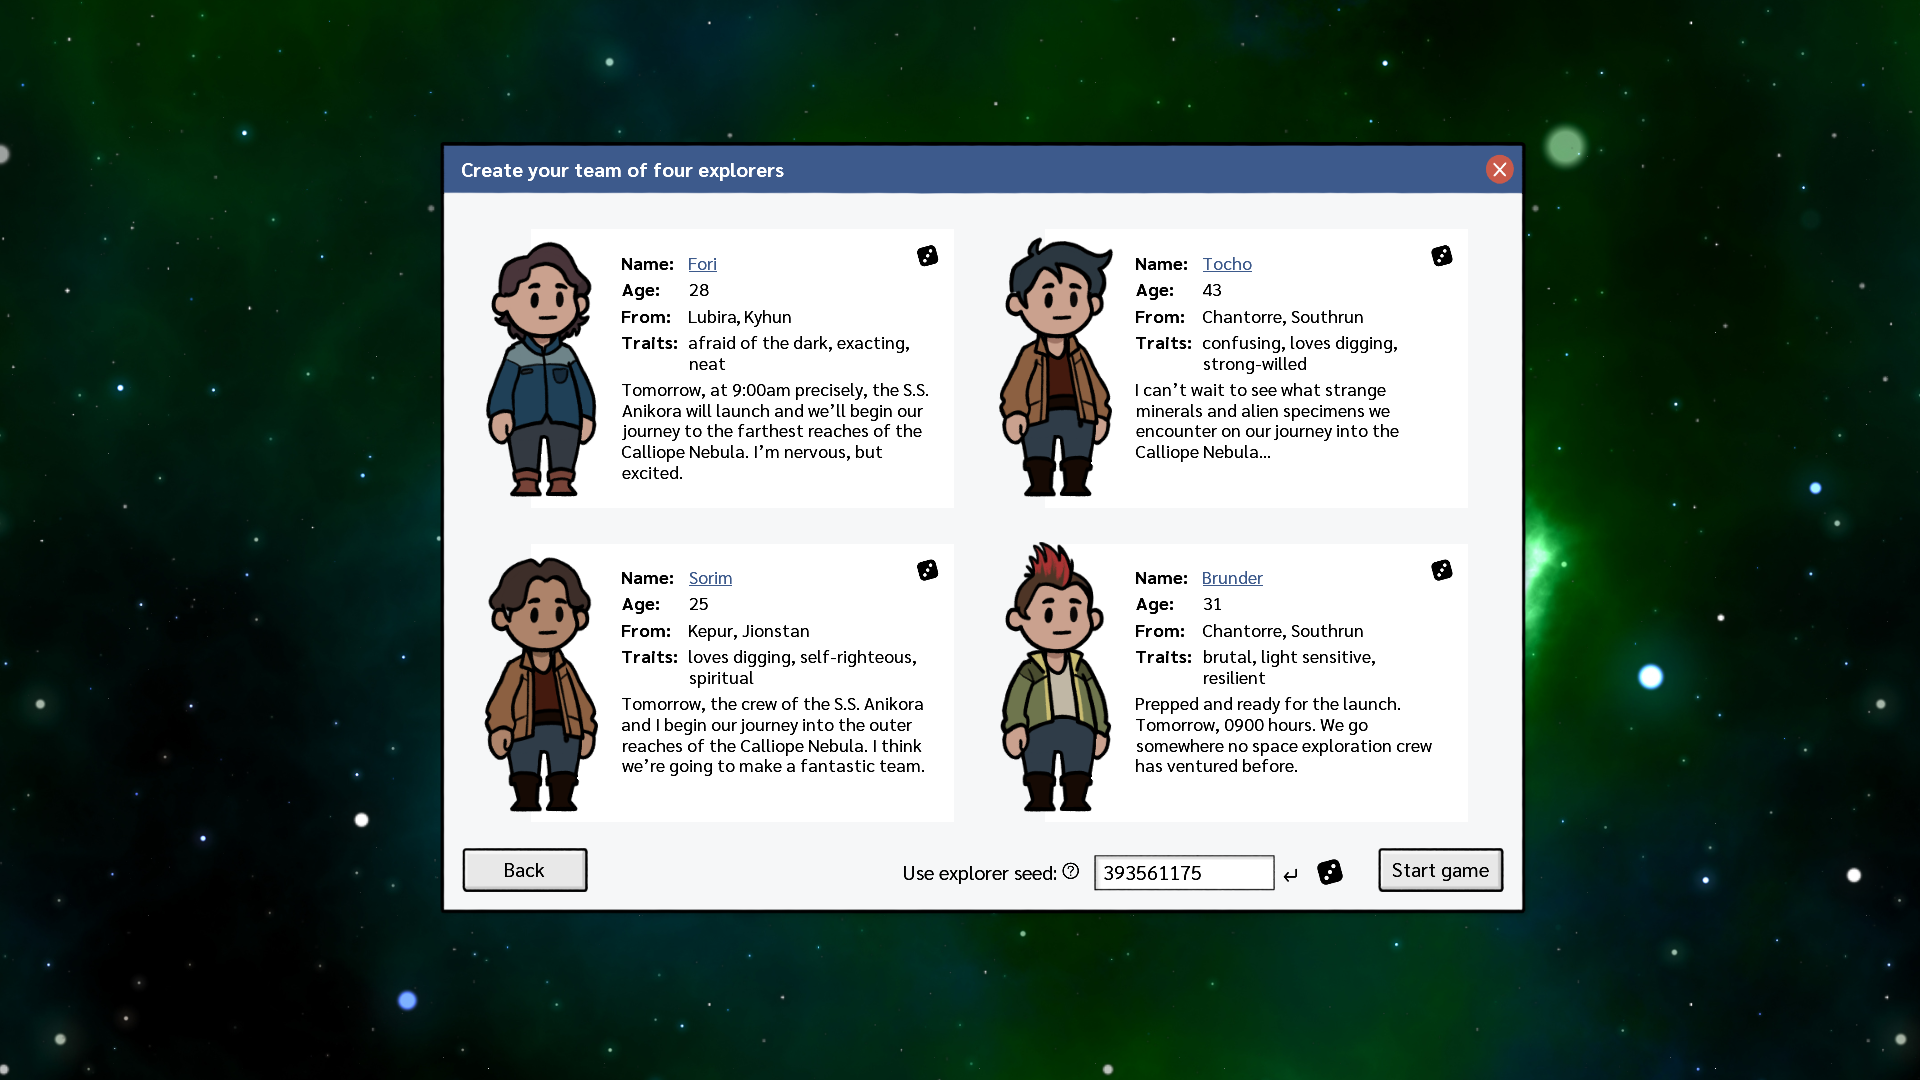 Create your team of four explorers
Name: Fori
Age: 28
From: Lubira, Kyhun
Traits: afraid of the dark, exacting,
neat
Tomorrow, at 9:00am precisely, the S.S.
Anikora will launch and we'll begin our
journey to the farthest reaches of the
Calliope Nebula. I'm nervous, but
excited.
Name: Tocho
Age: 43
From: Chantorre, Southrun
Traits: confusing, loves digging,
strong-willed
I can't wait to see what strange
minerals and alien specimens we
encounter on our journey into the
Calliope Nebula...
Name: Sorim
Age: 25
From: Kepur, Jionstan
Traits: loves digging, self-righteous,
spiritual
Tomorrow, the crew of the S.S. Anikora
and I begin our journey into the outer
reaches of the Calliope Nebula. I think
we're going to make a fantastic team.
Name: Brunder
Age: 31
From: Chantorre, Southrun
Traits: brutal, light sensitive,
resilient
Prepped and ready for the launch.
Tomorrow, 0900 hours. We go
somewhere no space exploration crew
has ventured before.
Back
Use explorer seed: ? 393561175
Start game